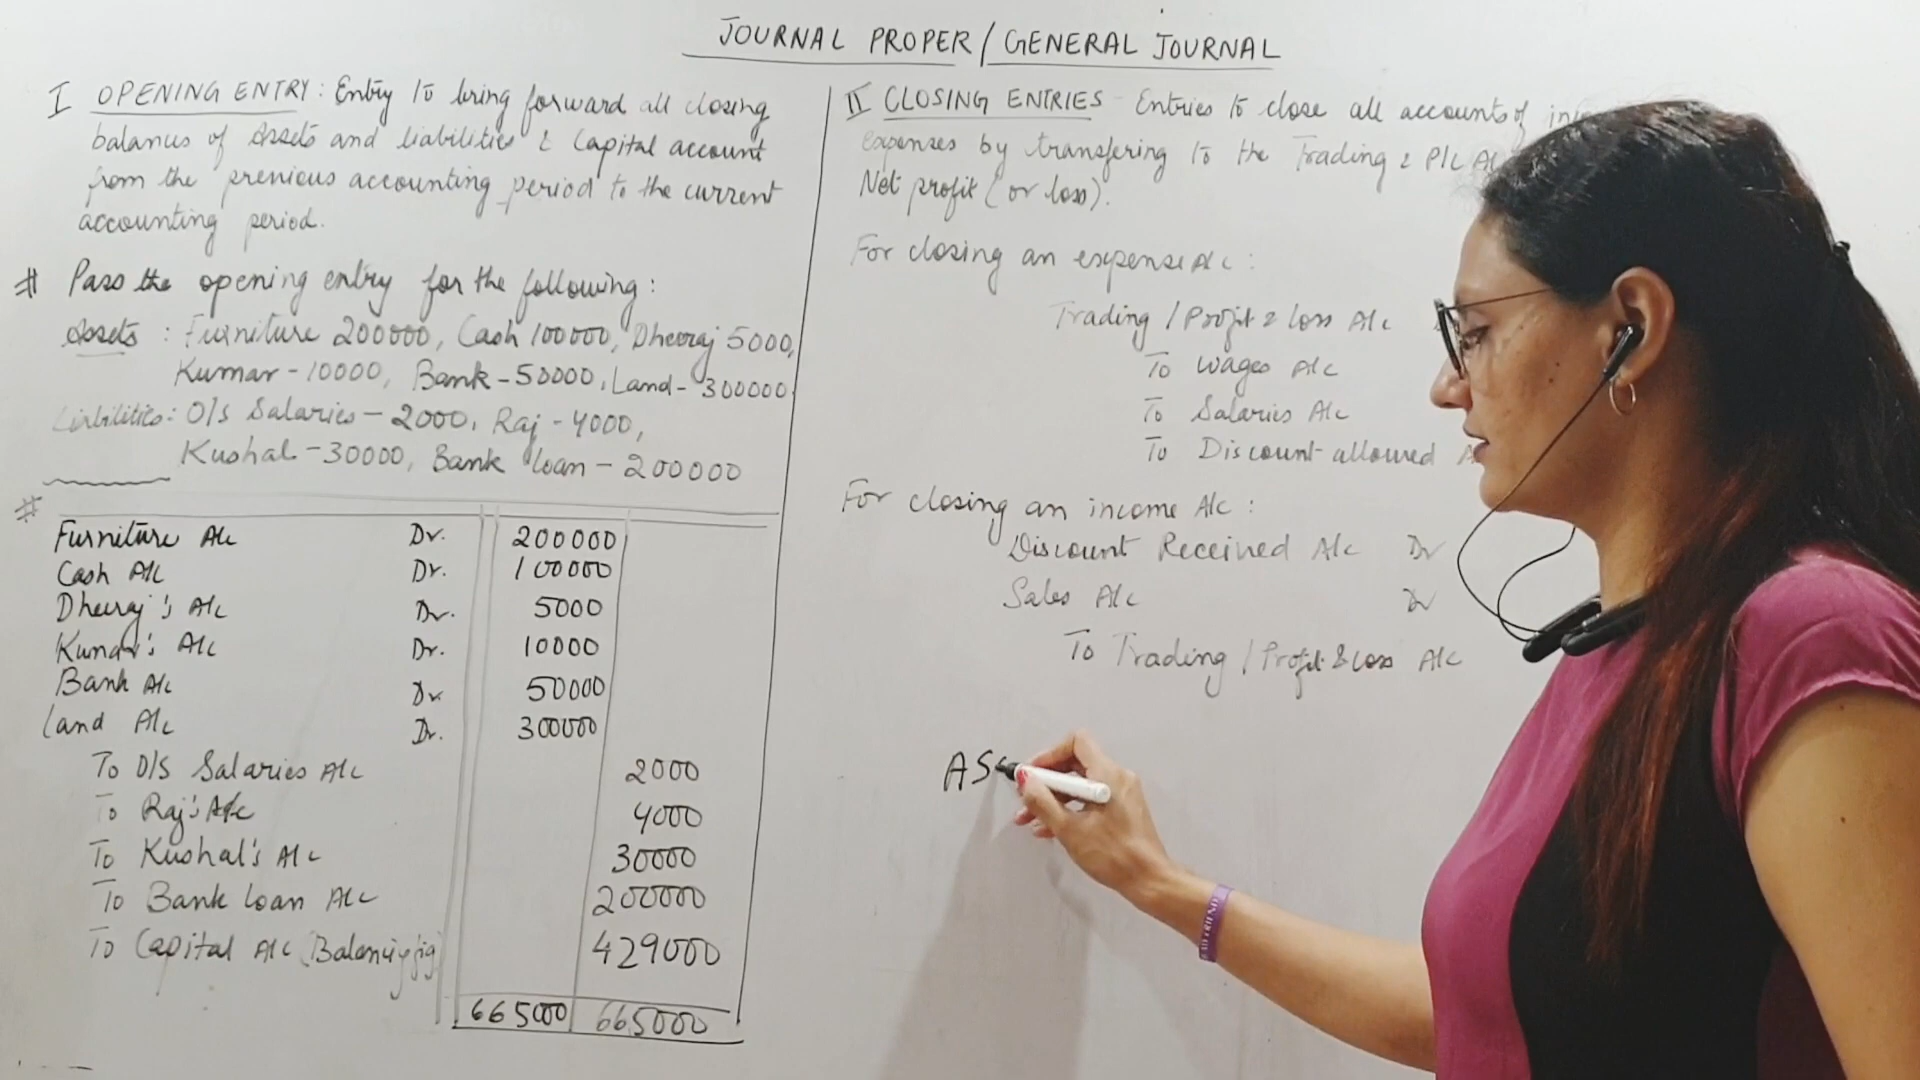 JOURNAL PROPER / GENERAL JOURNAL
I OPENING ENTRY : Entry to bring forward all closing
balances of Assets and liabilities & Capital account
from the previous accounting period to the current
accounting period.
# Pass the opening entry for the following :
Assets : Furniture 200000, Cash 100000, Dheeraj 5000,
Kumar - 10000, Bank - 50000, Land - 300000
Liabilities : O/S Salaries - 2000, Raj - 4000,
Kushal - 30000, Bank loan - 200000
#
Furniture A/c Dr. 200000
Cash A/c Dr. 100000
Dheeraj's A/c Dr. 5000
Kumar's A/c Dr. 10000
Bank A/c Dr. 50000
Land A/c Dr. 300000
To O/S Salaries A/c 2000
To Raj's A/c 4000
To Kushal's A/c 30000
To Bank Loan A/c 200000
To Capital A/c (Balancing fig) 429000
665000 665000
II CLOSING ENTRIES - Entries to close all accounts of
expenses by transfering to the Trading & P/L A/c
Net profit (or loss).
For closing an expense A/c :
Trading / Profit & Loss A/c
To Wages A/c
To Salaries A/c
To Discount allowed
For closing an income A/c :
Discount Received A/c Dr
Sales A/c Dr
To Trading / Profit & Loss A/c